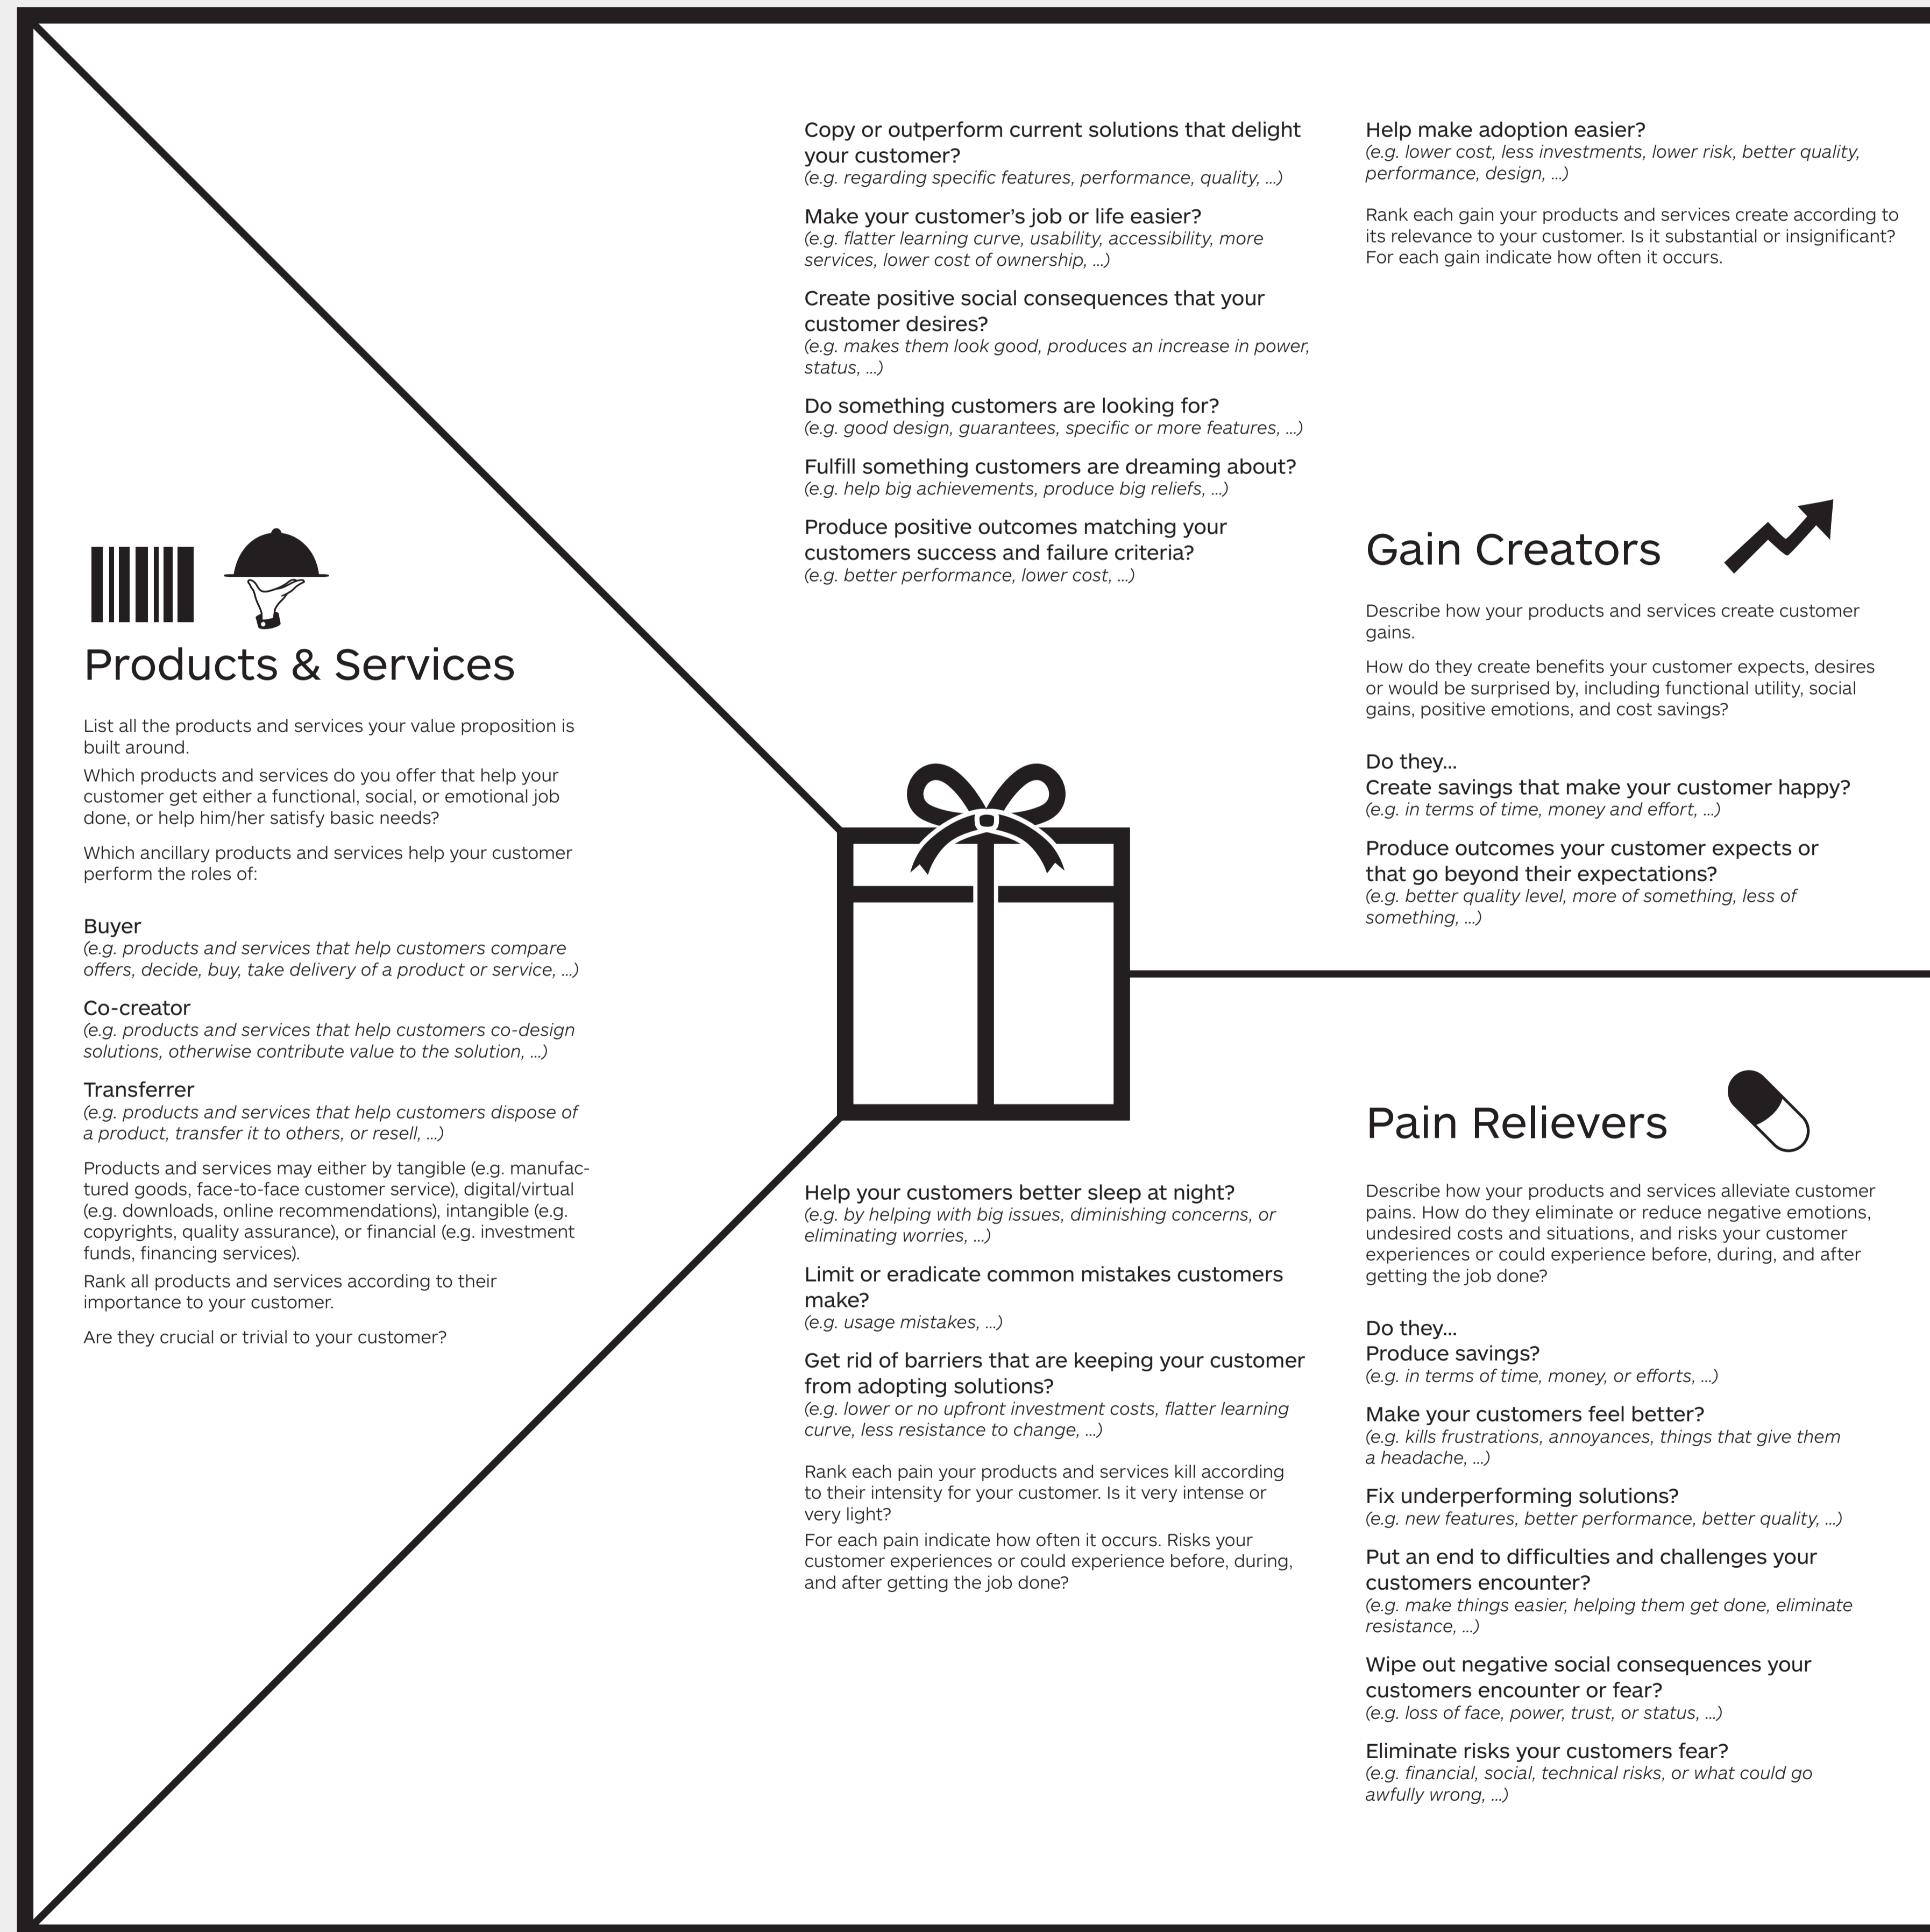 Products & Services
List all the products and services your value proposition is
built around.
Which products and services do you offer that help your
customer get either a functional, social, or emotional job
done, or help him/her satisfy basic needs?
Which ancillary products and services help your customer
perform the roles of:
Buyer
(e.g. products and services that help customers compare
offers, decide, buy, take delivery of a product or service, ...)
Co-creator
(e.g. products and services that help customers co-design
solutions, otherwise contribute value to the solution, ...)
Transferrer
(e.g. products and services that help customers dispose of
a product, transfer it to others, or resell, ...)
Products and services may either by tangible (e.g. manufac-
tured goods, face-to-face customer service), digital/virtual
(e.g. downloads, online recommendations), intangible (e.g.
copyrights, quality assurance), or financial (e.g. investment
funds, financing services).
Rank all products and services according to their
importance to your customer.
Are they crucial or trivial to your customer?
Gain Creators
Describe how your products and services create customer
gains.
How do they create benefits your customer expects, desires
or would be surprised by, including functional utility, social
gains, positive emotions, and cost savings?
Do they...
Create savings that make your customer happy?
(e.g. in terms of time, money and effort, ...)
Produce outcomes your customer expects or
that go beyond their expectations?
(e.g. better quality level, more of something, less of
something, ...)
Copy or outperform current solutions that delight
your customer?
(e.g. regarding specific features, performance, quality, ...)
Make your customer’s job or life easier?
(e.g. flatter learning curve, usability, accessibility, more
services, lower cost of ownership, ...)
Create positive social consequences that your
customer desires?
(e.g. makes them look good, produces an increase in power,
status, ...)
Do something customers are looking for?
(e.g. good design, guarantees, specific or more features, ...)
Fulfill something customers are dreaming about?
(e.g. help big achievements, produce big reliefs, ...)
Produce positive outcomes matching your
customers success and failure criteria?
(e.g. better performance, lower cost, ...)
Help make adoption easier?
(e.g. lower cost, less investments, lower risk, better quality,
performance, design, ...)
Rank each gain your products and services create according to
its relevance to your customer. Is it substantial or insignificant?
For each gain indicate how often it occurs.
Pain Relievers
Describe how your products and services alleviate customer
pains. How do they eliminate or reduce negative emotions,
undesired costs and situations, and risks your customer
experiences or could experience before, during, and after
getting the job done?
Do they...
Produce savings?
(e.g. in terms of time, money, or efforts, ...)
Make your customers feel better?
(e.g. kills frustrations, annoyances, things that give them
a headache, ...)
Fix underperforming solutions?
(e.g. new features, better performance, better quality, ...)
Put an end to difficulties and challenges your
customers encounter?
(e.g. make things easier, helping them get done, eliminate
resistance, ...)
Wipe out negative social consequences your
customers encounter or fear?
(e.g. loss of face, power, trust, or status, ...)
Eliminate risks your customers fear?
(e.g. financial, social, technical risks, or what could go
awfully wrong, ...)
Help your customers better sleep at night?
(e.g. by helping with big issues, diminishing concerns, or
eliminating worries, ...)
Limit or eradicate common mistakes customers
make?
(e.g. usage mistakes, ...)
Get rid of barriers that are keeping your customer
from adopting solutions?
(e.g. lower or no upfront investment costs, flatter learning
curve, less resistance to change, ...)
Rank each pain your products and services kill according
to their intensity for your customer. Is it very intense or
very light?
For each pain indicate how often it occurs. Risks your
customer experiences or could experience before, during,
and after getting the job done?